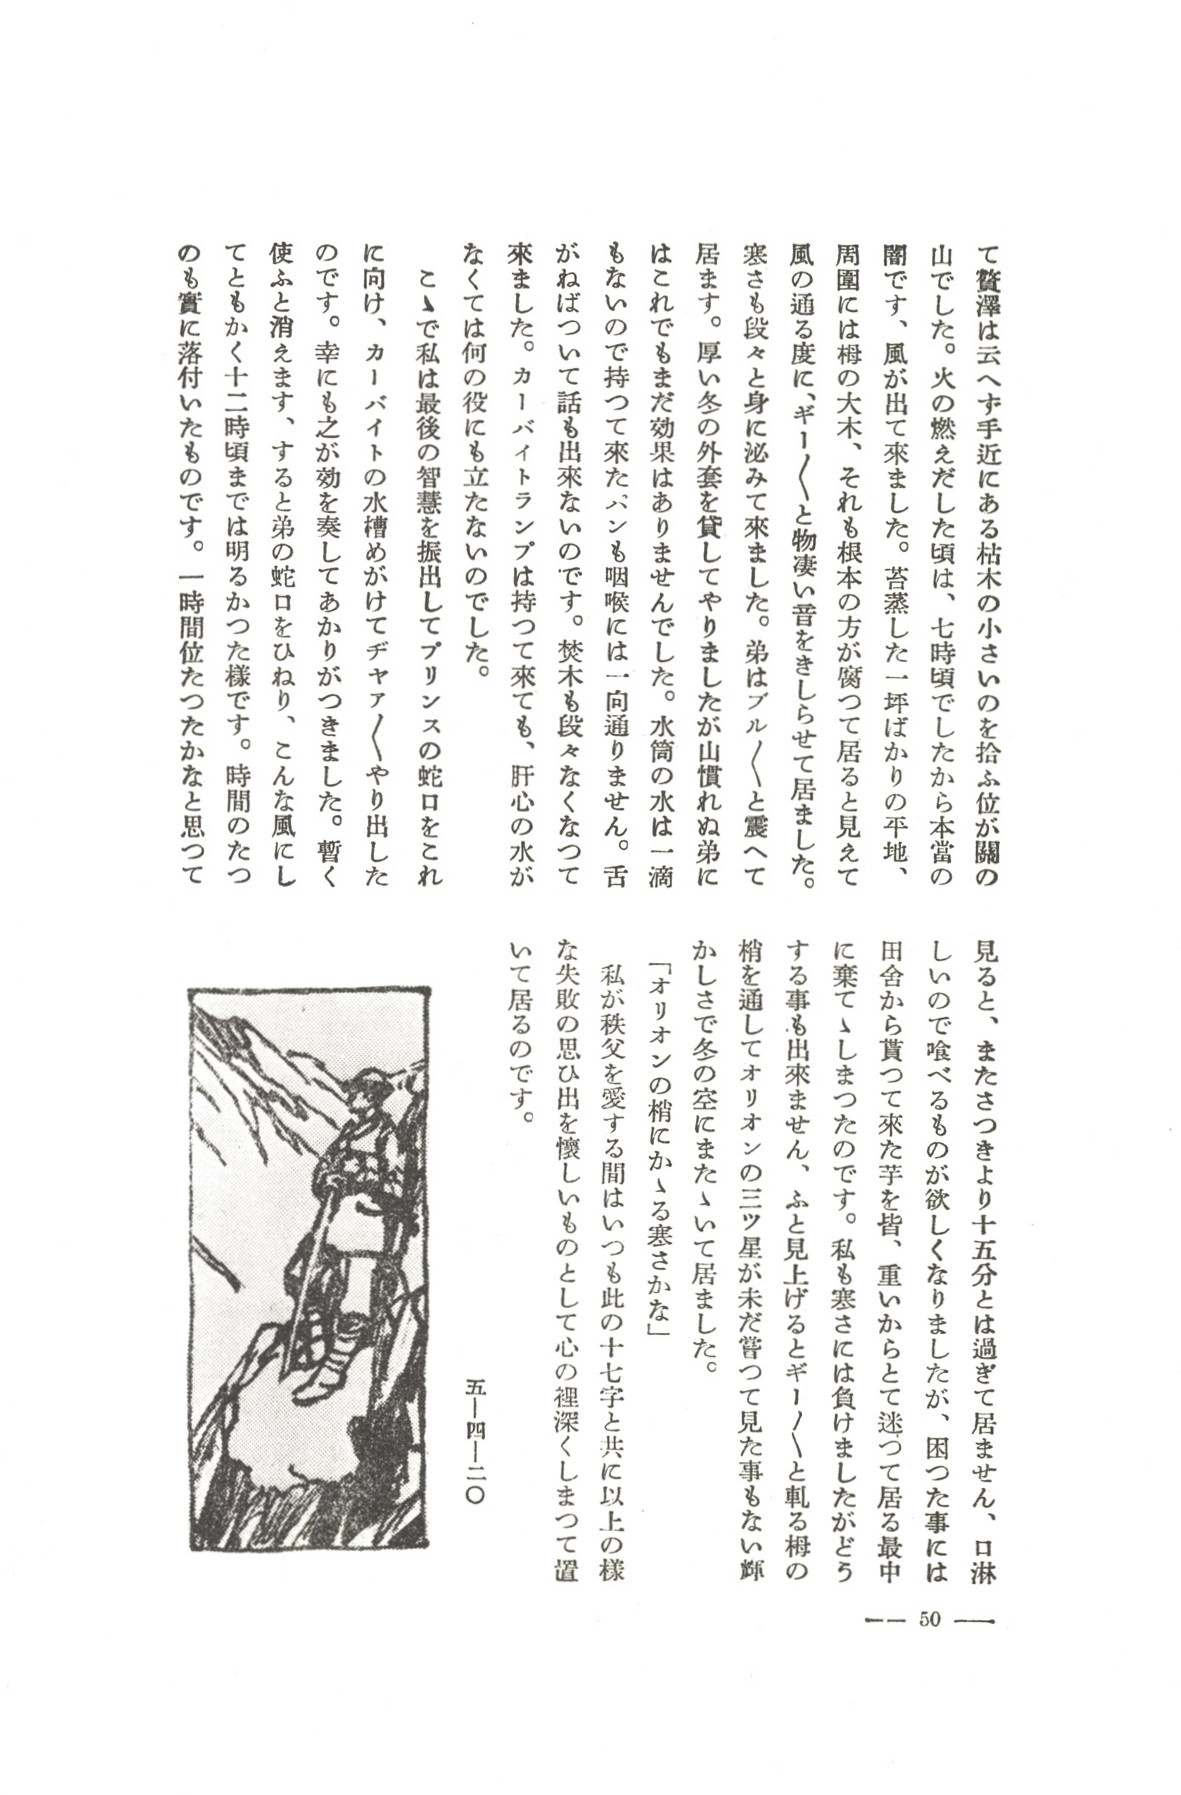 て贅澤は云へず手近にある枯木の小さいのを拾ふ位が關の
山でした。火の燃えだした頃は、七時頃でしたから本當の
闇です、風が出て來ました。苔蒸した一坪ばかりの平地、
周圍には栂の大木、それも根本の方が腐つて居ると見えて
風の通る度に、ギー〳〵と物凄い音をきしらせて居ました。
寒さも段々と身に泌みて來ました。弟はブル〳〵と震へて
居ます。厚い冬の外套を貸してやりましたが山慣れぬ弟に
はこれでもまだ効果はありませんでした。水筒の水は一滴
もないので持つて來たパンも咽喉には一向通りません。舌
がねばついて話も出來ないのです。焚木も段々なくなつて
來ました。カーバイトランプは持つて來ても、肝心の水が
なくては何の役にも立たないのでした。
こゝで私は最後の智慧を振出してプリンスの蛇口をこれ
に向け、カーバイトの水槽めがけてヂヤア〳〵やり出した
のです。幸にも之が効を奏してあかりがつきました。暫く
使ふと消えます、すると弟の蛇口をひねり、こんな風にし
てともかく十二時頃までは明るかつた樣です。時間のたつ
のも實に落付いたものです。一時間位たつたかなと思つて
見ると、またさつきより十五分とは過ぎて居ません、口淋
しいので喰べるものが欲しくなりましたが、困つた事には
田舍から貰つて來た芋を皆、重いからとて迷つて居る最中
に棄てゝしまつたのです。私も寒さには負けましたがどう
する事も出來ません、ふと見上げるとギー〳〵と軋る栂の
梢を通してオリオンの三ツ星が未だ嘗つて見た事もない輝
かしさで冬の空にまたゝいて居ました。
「オリオンの梢にかゝる寒さかな」
私が秩父を愛する間はいつも此の十七字と共に以上の樣
な失敗の思ひ出を懷しいものとして心の裡深くしまつて置
いて居るのです。
五―四―二〇
―― 50 ――